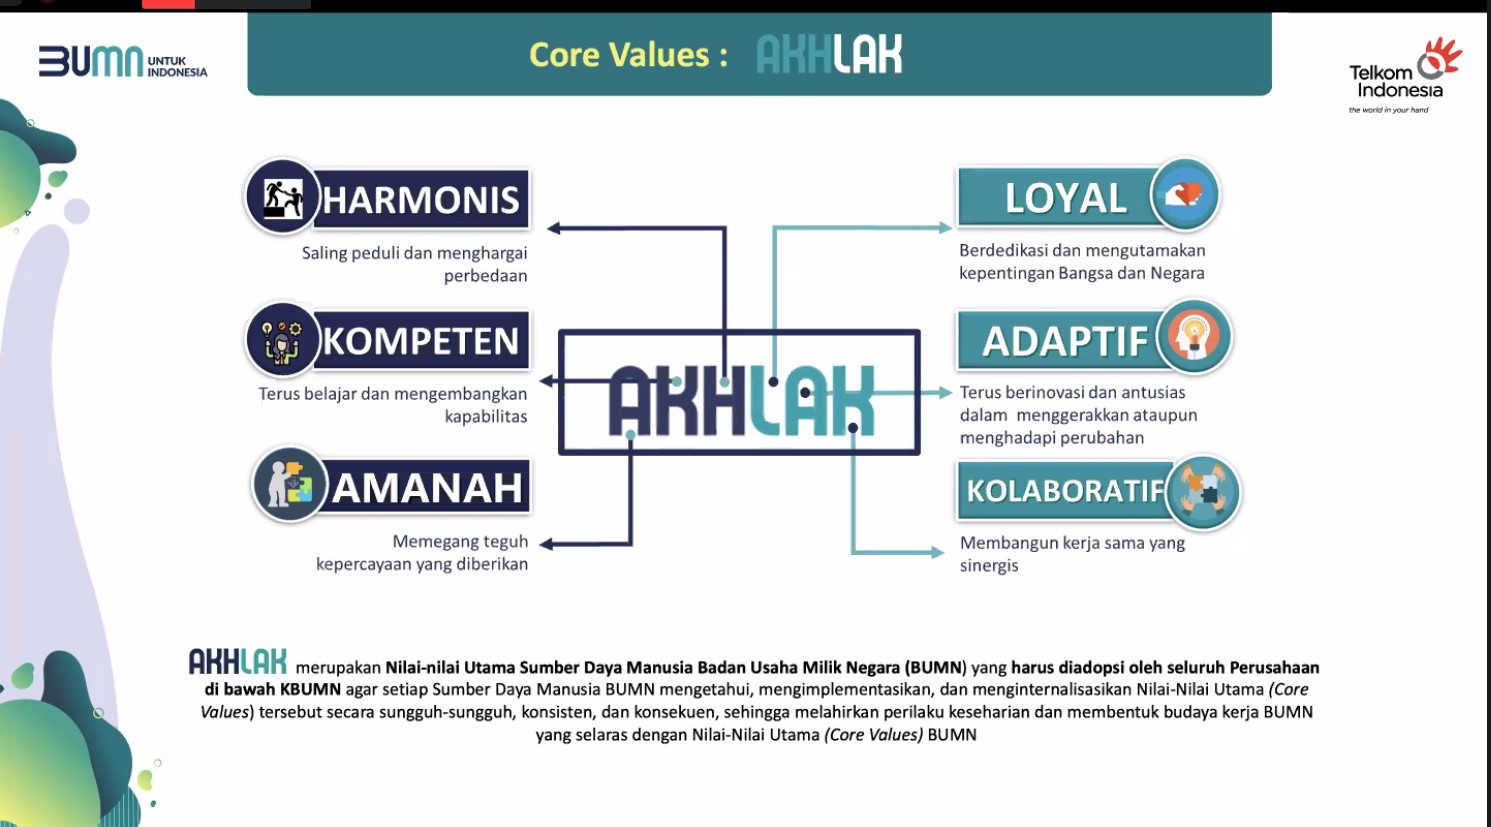 BUMN UNTUK
INDONESIA
Core Values : AKHLAK
Telkom
Indonesia
the world in your hand
HARMONIS
Saling peduli dan menghargai
perbedaan
KOMPETEN
Terus belajar dan mengembangkan
kapabilitas
AMANAH
Memegang teguh
kepercayaan yang diberikan
AKHLAK
LOYAL
Berdedikasi dan mengutamakan
kepentingan Bangsa dan Negara
ADAPTIF
Terus berinovasi dan antusias
dalam menggerakkan ataupun
menghadapi perubahan
KOLABORATIF
Membangun kerja sama yang
sinergis
AKHLAK merupakan Nilai-nilai Utama Sumber Daya Manusia Badan Usaha Milik Negara (BUMN) yang harus diadopsi oleh seluruh Perusahaan
di bawah KBUMN agar setiap Sumber Daya Manusia BUMN mengetahui, mengimplementasikan, dan menginternalisasikan Nilai-Nilai Utama (Core
Values) tersebut secara sungguh-sungguh, konsisten, dan konsekuen, sehingga melahirkan perilaku keseharian dan membentuk budaya kerja BUMN
yang selaras dengan Nilai-Nilai Utama (Core Values) BUMN